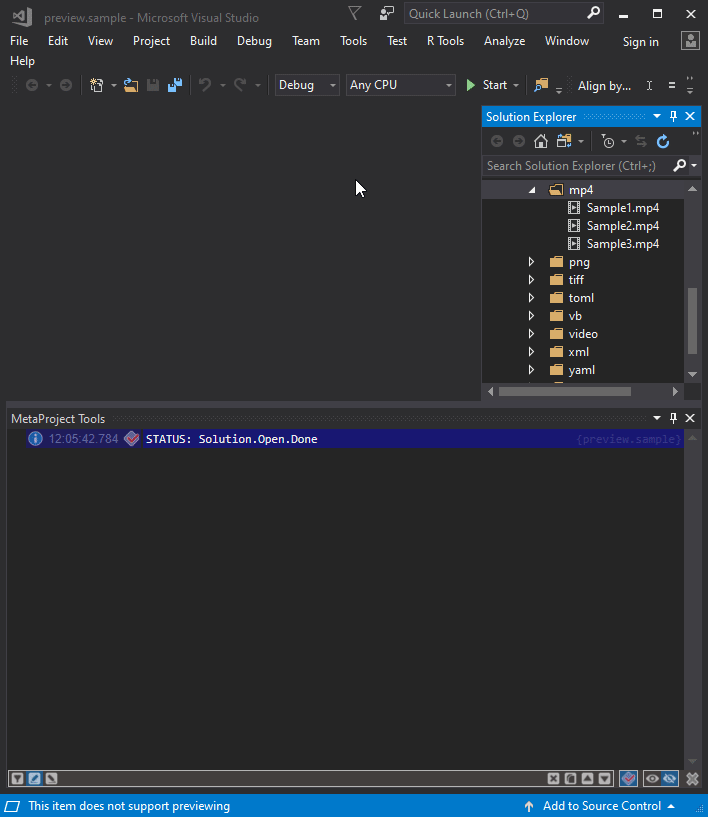 preview.sample - Microsoft Visual Studio
Quick Launch (Ctrl+Q)
File Edit View Project Build Debug Team Tools Test R Tools Analyze Window Sign in
Help
Debug Any CPU Start Align by...
Solution Explorer
Search Solution Explorer (Ctrl+;)
mp4
Sample1.mp4
Sample2.mp4
Sample3.mp4
png
tiff
toml
vb
video
xml
yaml
MetaProject Tools
12:05:42.784 STATUS: Solution.Open.Done {preview.sample}
This item does not support previewing Add to Source Control